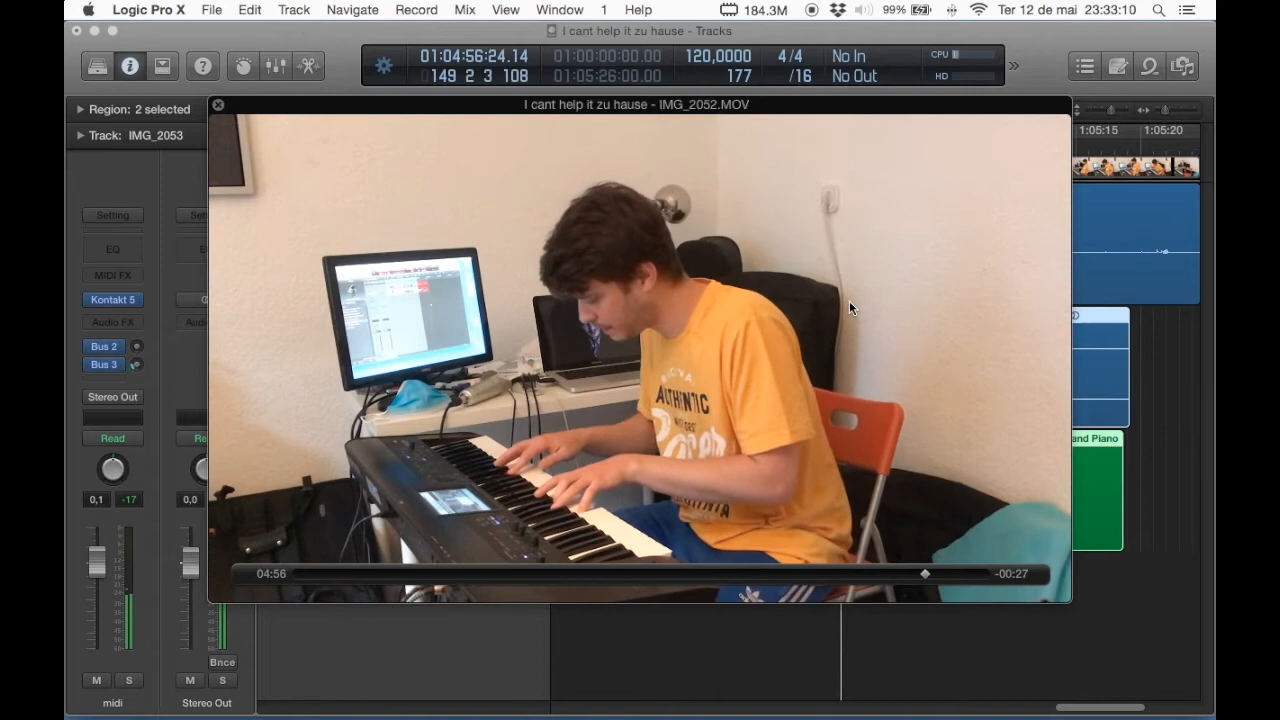 Logic Pro X File Edit Track Navigate Record Mix View Window 1 Help 184.3M 99% Ter 12 de mai 23:33:10
I cant help it zu hause - Tracks
01:04:56:24.14 01:00:00:00.00 120,0000 4/4 No In CPU
149 2 3 108 01:05:26:00.00 177 /16 No Out HD
Region: 2 selected
I cant help it zu hause - IMG_2052.MOV
Track: IMG_2053
1:05:15 1:05:20
Setting
EQ
MIDI FX
Kontakt 5
Audio FX
Bus 2
Bus 3
Stereo Out
Read
0,1 -17 0,0
AUTHENTIC
and Piano
04:56 -00:27
Bnce
M S M S
midi Stereo Out